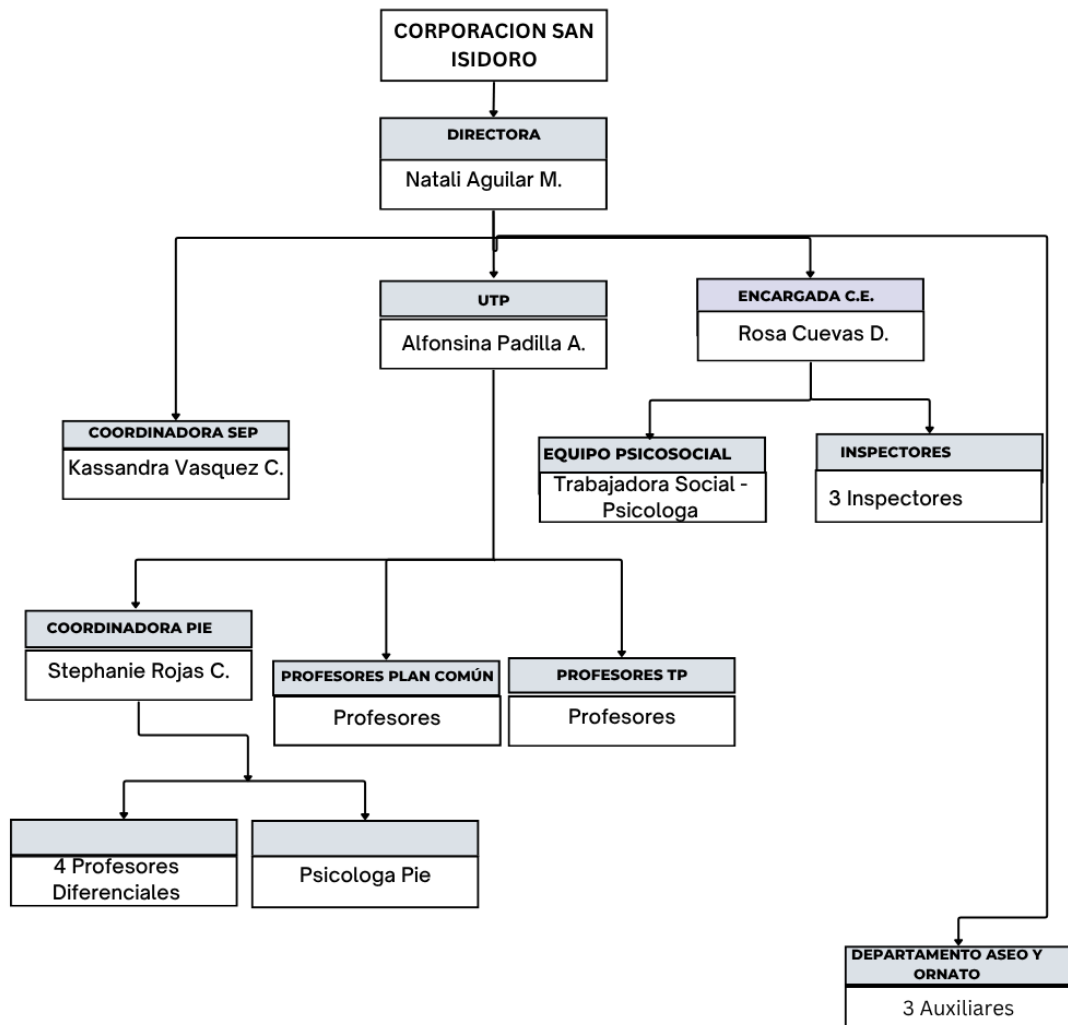 CORPORACION SAN
ISIDORO
DIRECTORA
Natali Aguilar M.
UTP
Alfonsina Padilla A.
ENCARGADA C.E.
Rosa Cuevas D.
COORDINADORA SEP
Kassandra Vasquez C.
EQUIPO PSICOSOCIAL
Trabajadora Social -
Psicologa
INSPECTORES
3 Inspectores
COORDINADORA PIE
Stephanie Rojas C.
PROFESORES PLAN COMÚN
Profesores
PROFESORES TP
Profesores
4 Profesores
Diferenciales
Psicologa Pie
DEPARTAMENTO ASEO Y
ORNATO
3 Auxiliares